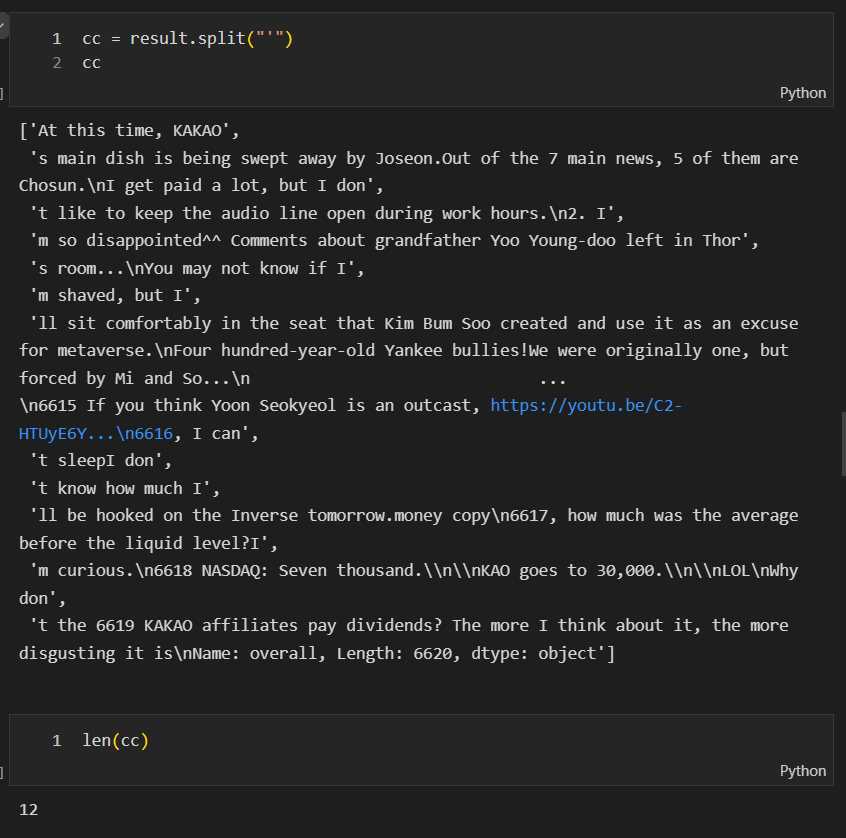 1 cc = result.split("'")
2 cc
Python
['At this time, KAKAO',
's main dish is being swept away by Joseon.Out of the 7 main news, 5 of them are
Chosun.\nI get paid a lot, but I don',
't like to keep the audio line open during work hours.\n2. I',
'm so disappointed^^ Comments about grandfather Yoo Young-doo left in Thor',
's room...\nYou may not know if I',
'm shaved, but I',
'll sit comfortably in the seat that Kim Bum Soo created and use it as an excuse
for metaverse.\nFour hundred-year-old Yankee bullies!We were originally one, but
forced by Mi and So...\n ...
\n6615 If you think Yoon Seokyeol is an outcast, https://youtu.be/C2-
HTUyE6Y...\n6616, I can',
't sleepI don',
't know how much I',
'll be hooked on the Inverse tomorrow.money copy\n6617, how much was the average
before the liquid level?I',
'm curious.\n6618 NASDAQ: Seven thousand.\\n\\nKAO goes to 30,000.\\n\\nLOL\nWhy
don',
't the 6619 KAKAO affiliates pay dividends? The more I think about it, the more
disgusting it is\nName: overall, Length: 6620, dtype: object']
1 len(cc)
Python
12